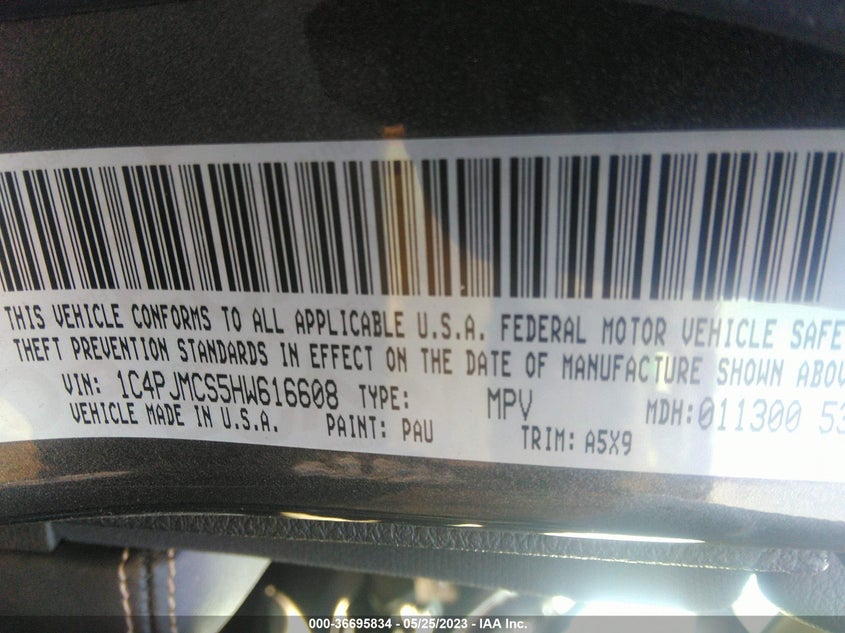 THIS VEHICLE CONFORMS TO ALL APPLICABLE U.S.A. FEDERAL MOTOR VEHICLE SAFE
THEFT PREVENTION STANDARDS IN EFFECT ON THE DATE OF MANUFACTURE SHOWN ABOV
VIN: 1C4PJMCS5HW616608 TYPE: MPV MDH: 011300 53
VEHICLE MADE IN U.S.A. PAINT: PAU TRIM: A5X9
000-36695834 — 05/25/2023 — IAA Inc.